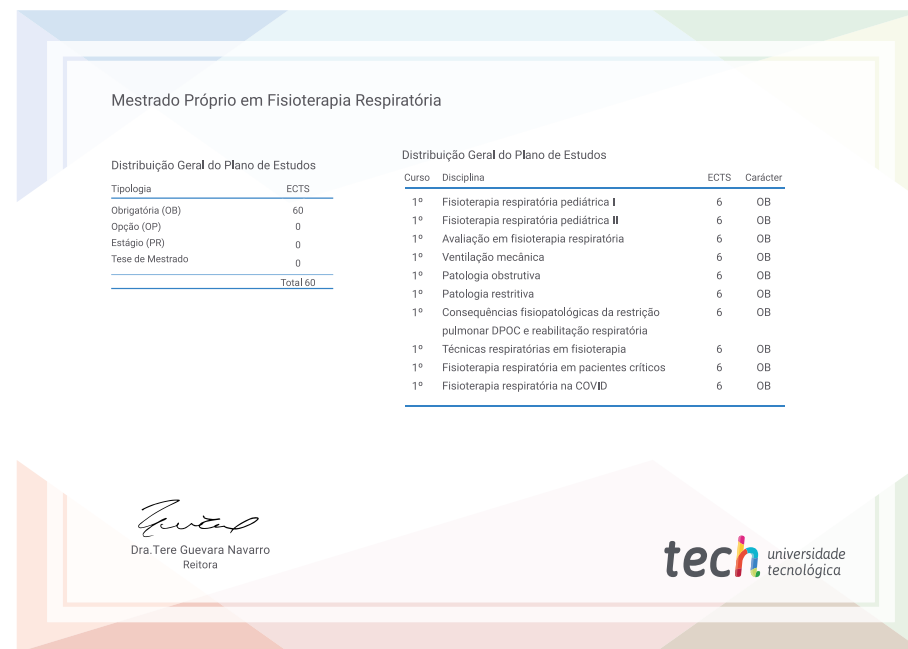 Mestrado Próprio em Fisioterapia Respiratória
Distribuição Geral do Plano de Estudos
Tipologia ECTS
Obrigatória (OB) 60
Opção (OP) 0
Estágio (PR) 0
Tese de Mestrado 0
Total 60
Distribuição Geral do Plano de Estudos
Curso Disciplina ECTS Carácter
1º Fisioterapia respiratória pediátrica I 6 OB
1º Fisioterapia respiratória pediátrica II 6 OB
1º Avaliação em fisioterapia respiratória 6 OB
1º Ventilação mecânica 6 OB
1º Patologia obstrutiva 6 OB
1º Patologia restritiva 6 OB
1º Consequências fisiopatológicas da restrição 6 OB
pulmonar DPOC e reabilitação respiratória
1º Técnicas respiratórias em fisioterapia 6 OB
1º Fisioterapia respiratória em pacientes críticos 6 OB
1º Fisioterapia respiratória na COVID 6 OB
Dra.Tere Guevara Navarro
Reitora
tech universidade
tecnológica